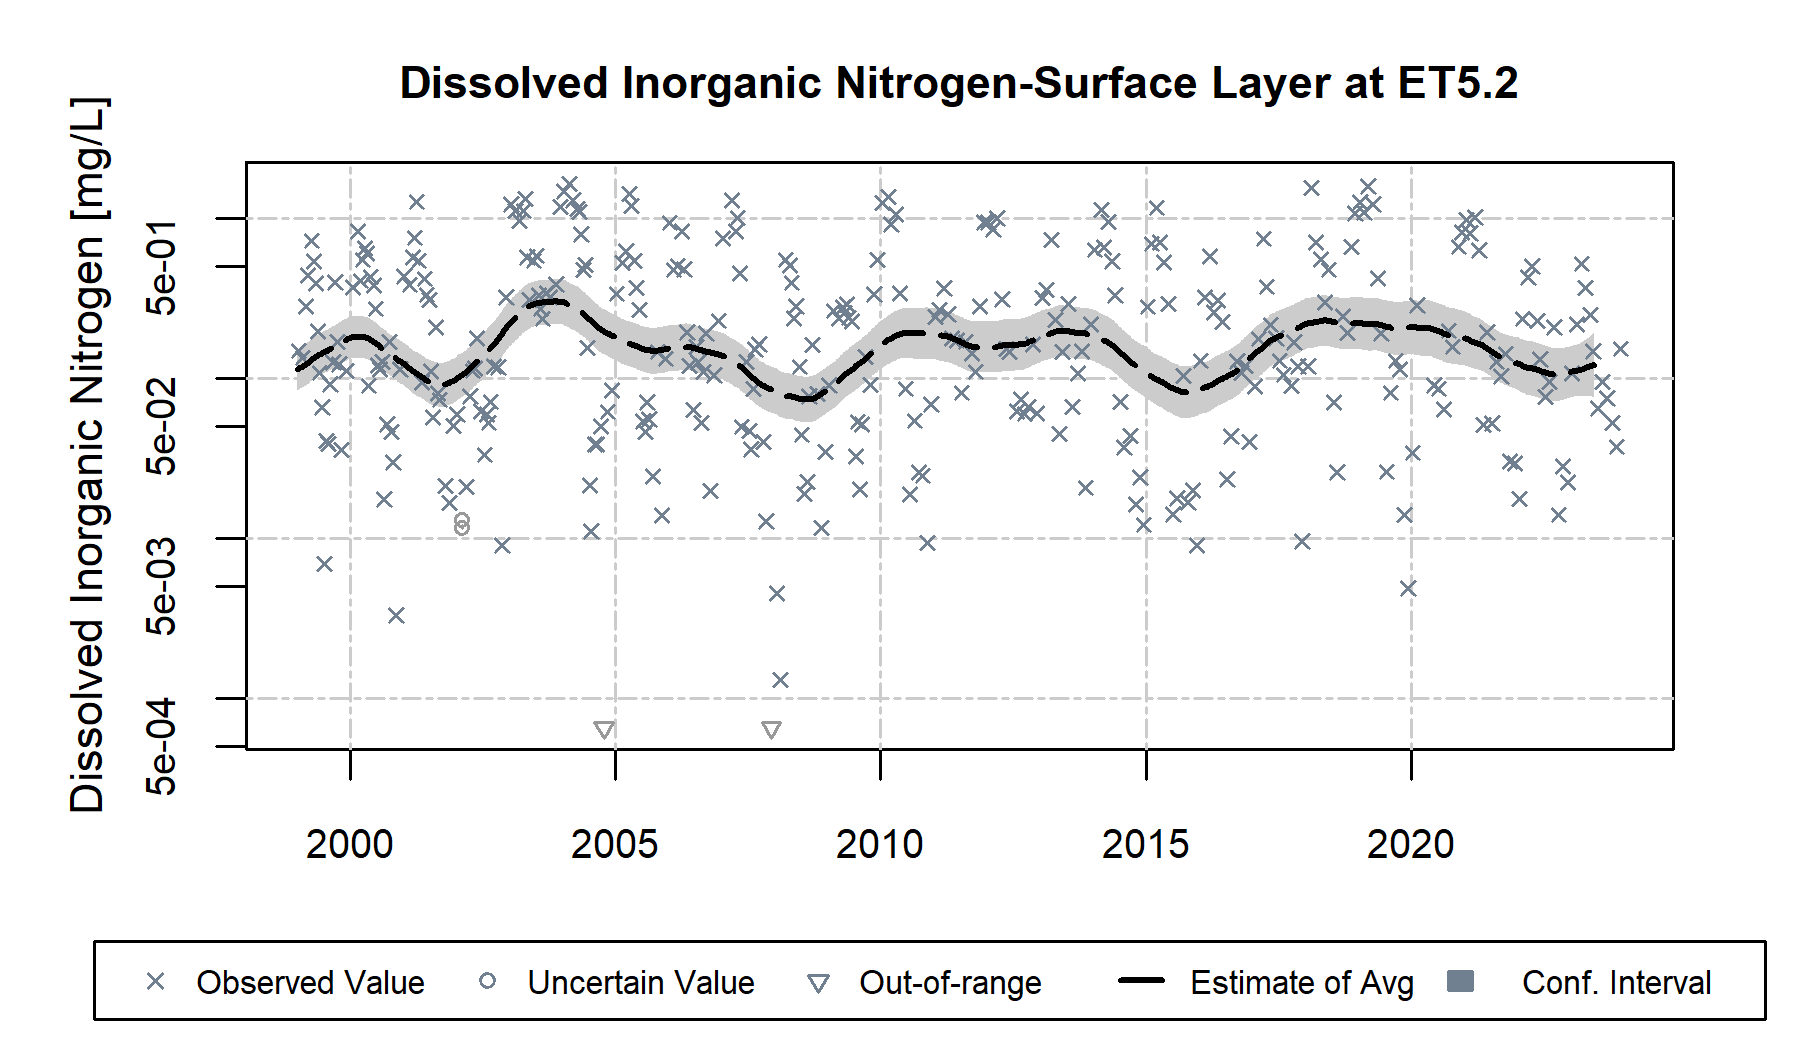 Dissolved Inorganic Nitrogen-Surface Layer at ET5.2
Dissolved Inorganic Nitrogen [mg/L]
5e-01
5e-02
5e-03
5e-04
2000 2005 2010 2015 2020
Observed Value Uncertain Value Out-of-range Estimate of Avg Conf. Interval